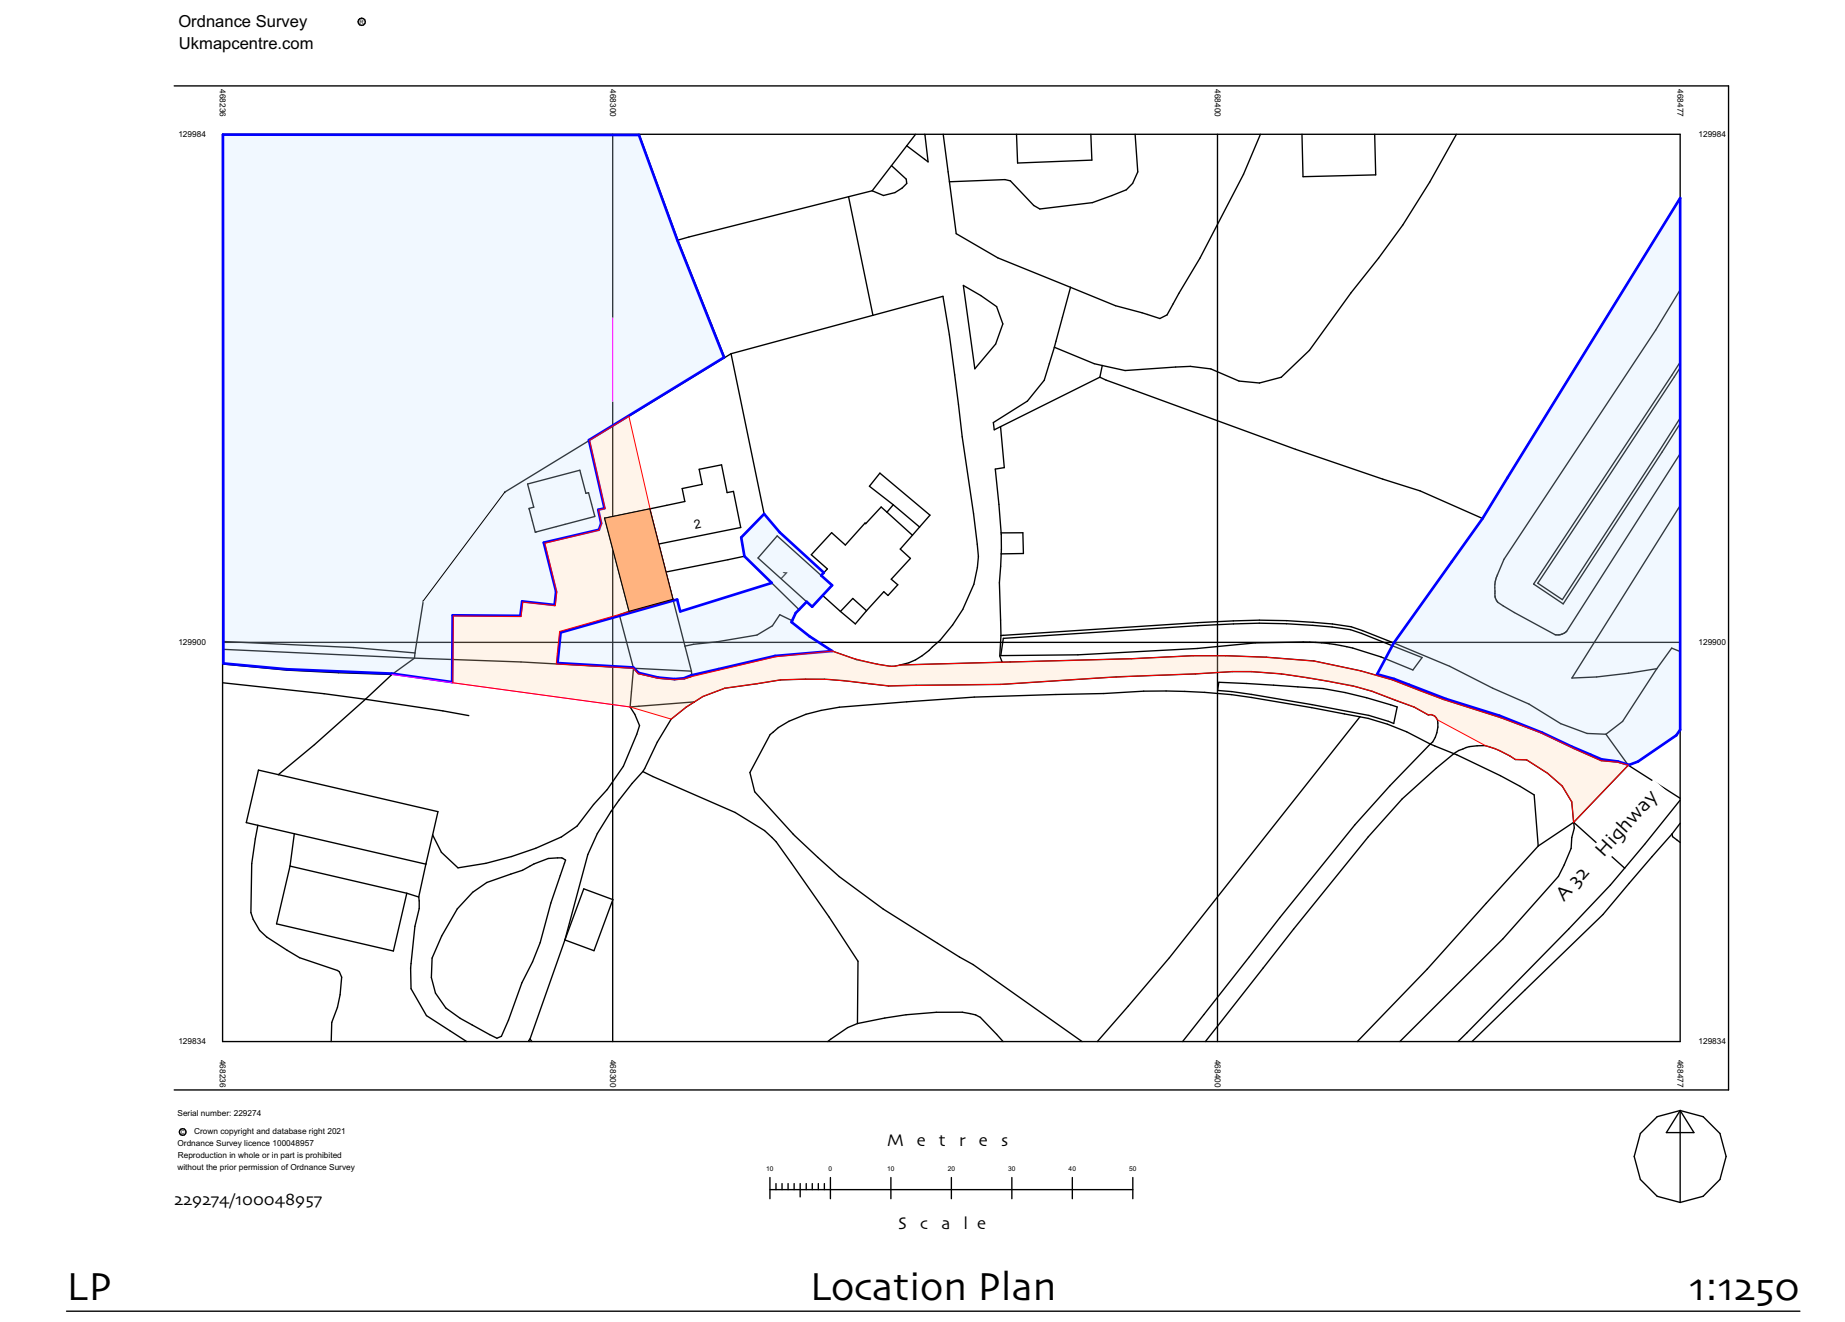 Ordnance Survey ®
Ukmapcentre.com
468236 468300 468400 468477
129984 129984
2
1
129900 129900
Highway
A 32
129834 129834
468236 468300 468400 468477
Serial number: 229274
© Crown copyright and database right 2021
Ordnance Survey licence 100048957
Reproduction in whole or in part is prohibited
without the prior permission of Ordnance Survey
229274/100048957
Metres
10 0 10 20 30 40 50
Scale
LP Location Plan 1:1250